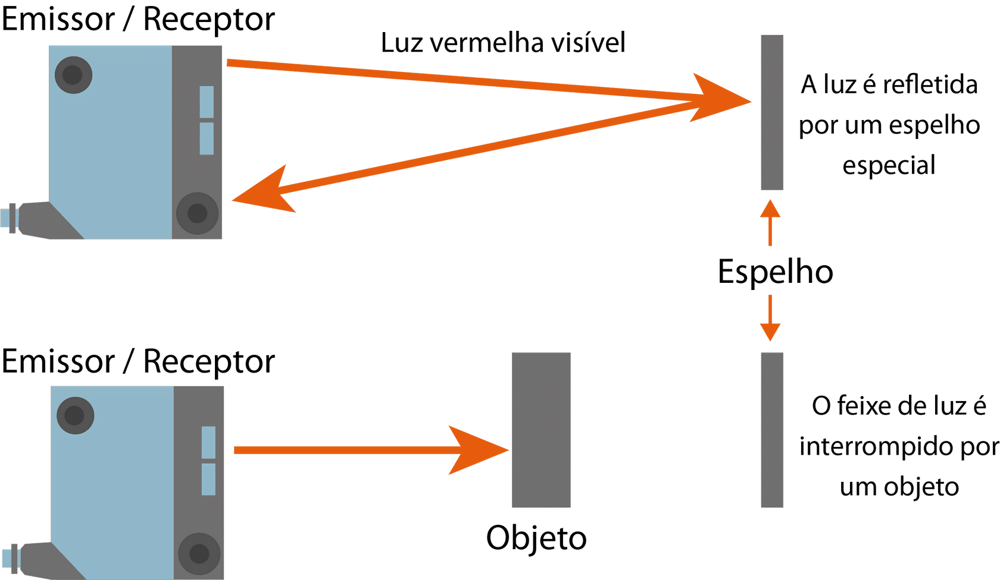 Emissor / Receptor
Luz vermelha visível
A luz é refletida
por um espelho
especial
Espelho
Emissor / Receptor
O feixe de luz é
interrompido por
um objeto
Objeto